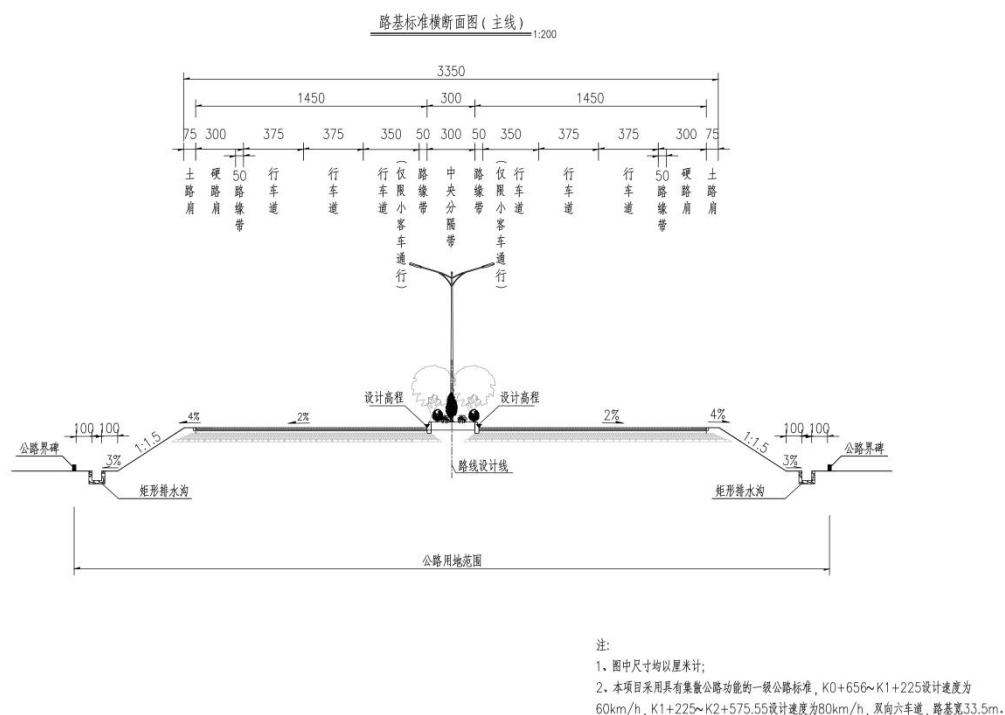 路基标准横断面图(主线) 1:200
3350
1450 300 1450
75 300 375 375 350 50 300 50 350 375 375 300 75
土路肩 硬路肩 50路缘带 行车道 行车道 行车道 (仅限小客车通行) 路缘带 中央分隔带 路缘带 (仅限小客车通行) 行车道 行车道 行车道 50路缘带 硬路肩 土路肩
设计高程 设计高程
4% 2% 2% 4%
100 100 1:1.5 1:1.5 100 100
公路界碑 3% 路线设计线 3% 公路界碑
矩形排水沟 矩形排水沟
公路用地范围
注:
1、图中尺寸均以厘米计;
2、本项目采用具有集散公路功能的一级公路标准，K0+656~K1+225设计速度为
60km/h，K1+225~K2+575.55设计速度为80km/h，双向六车道，路基宽33.5m。